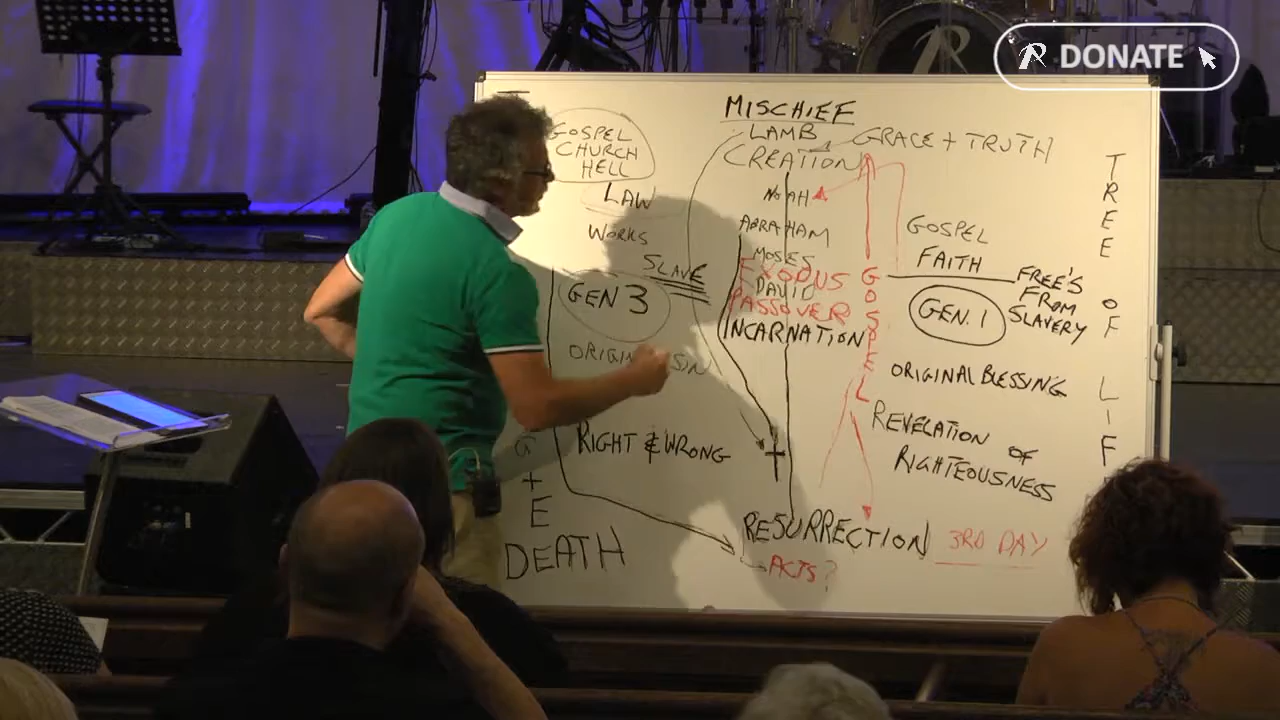 DONATE
MISCHIEF
GOSPEL
CHURCH
HELL
LAMB
GRACE + TRUTH
CREATION
LAW
NOAH
WORKS
ABRAHAM
MOSES
SLAVE
EXODUS
GEN 3
DAVID
PASSOVER
INCARNATION
GOSPEL
GOSPEL
FAITH
GEN. 1
FREE'S
FROM
SLAVERY
ORIGINAL BLESSING
RIGHT & WRONG
REVELATION OF
RIGHTEOUSNESS
G
+
E
DEATH
RESURRECTION
3RD DAY
ACTS?
TREE OF LIF